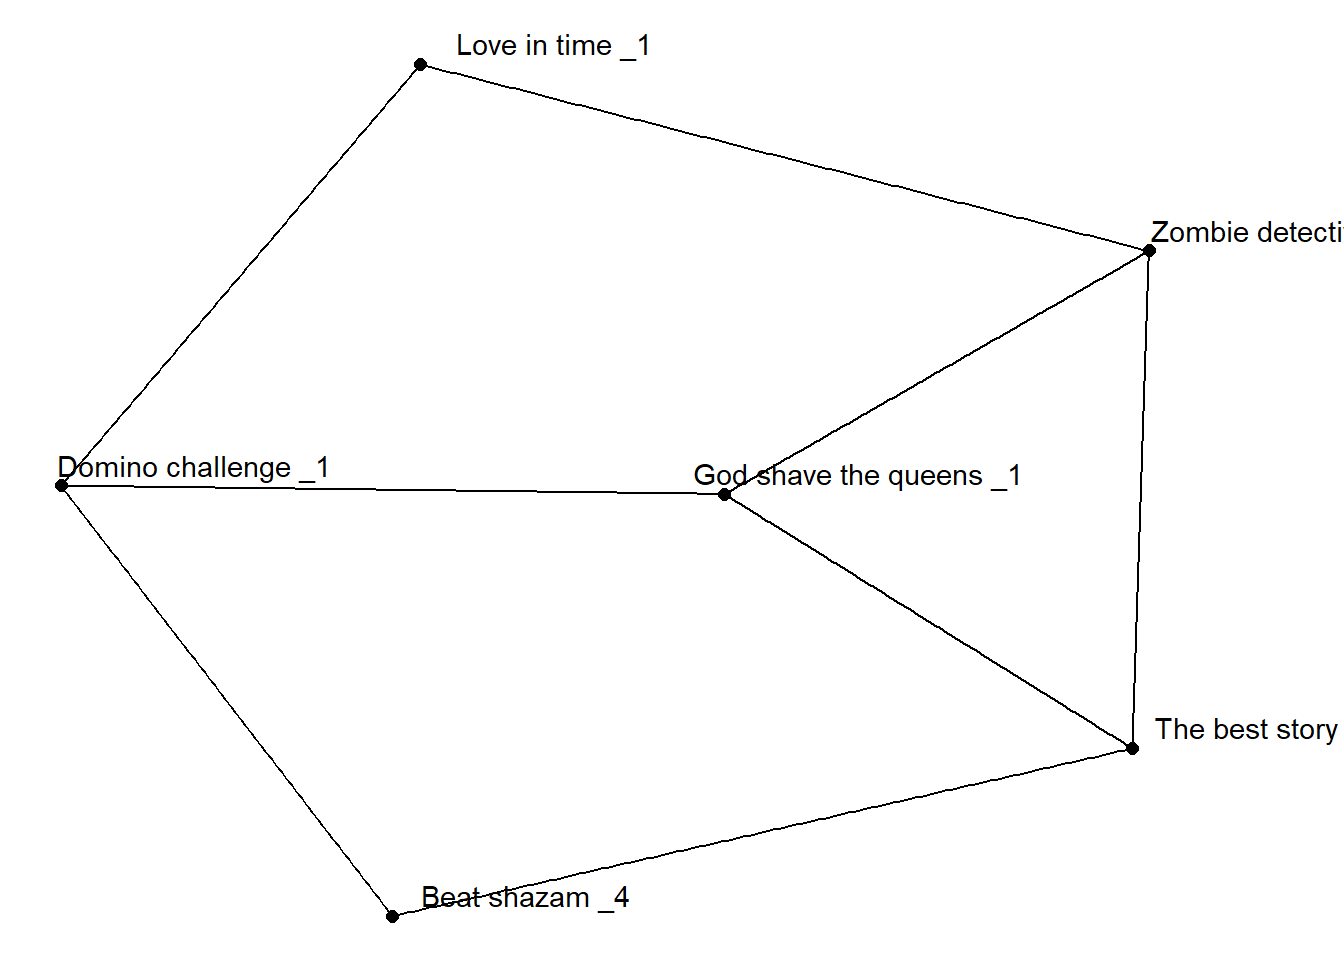 Love in time _1
Zombie detecti
Domino challenge _1
God shave the queens _1
The best story
Beat shazam _4